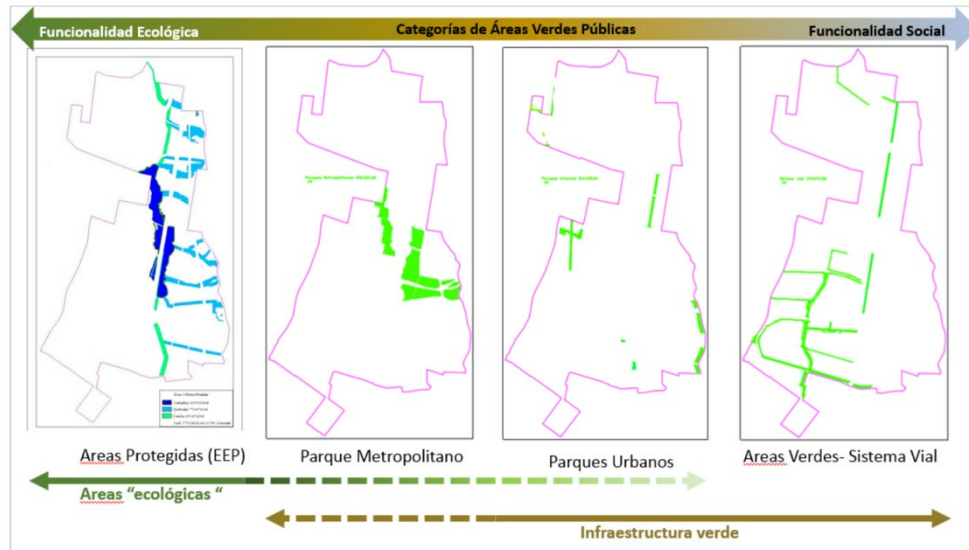 Funcionalidad Ecológica
Categorías de Áreas Verdes Públicas
Funcionalidad Social
Areas Protegidas (EEP)
Parque Metropolitano
Parques Urbanos
Areas Verdes- Sistema Vial
Areas “ecológicas “
Infraestructura verde